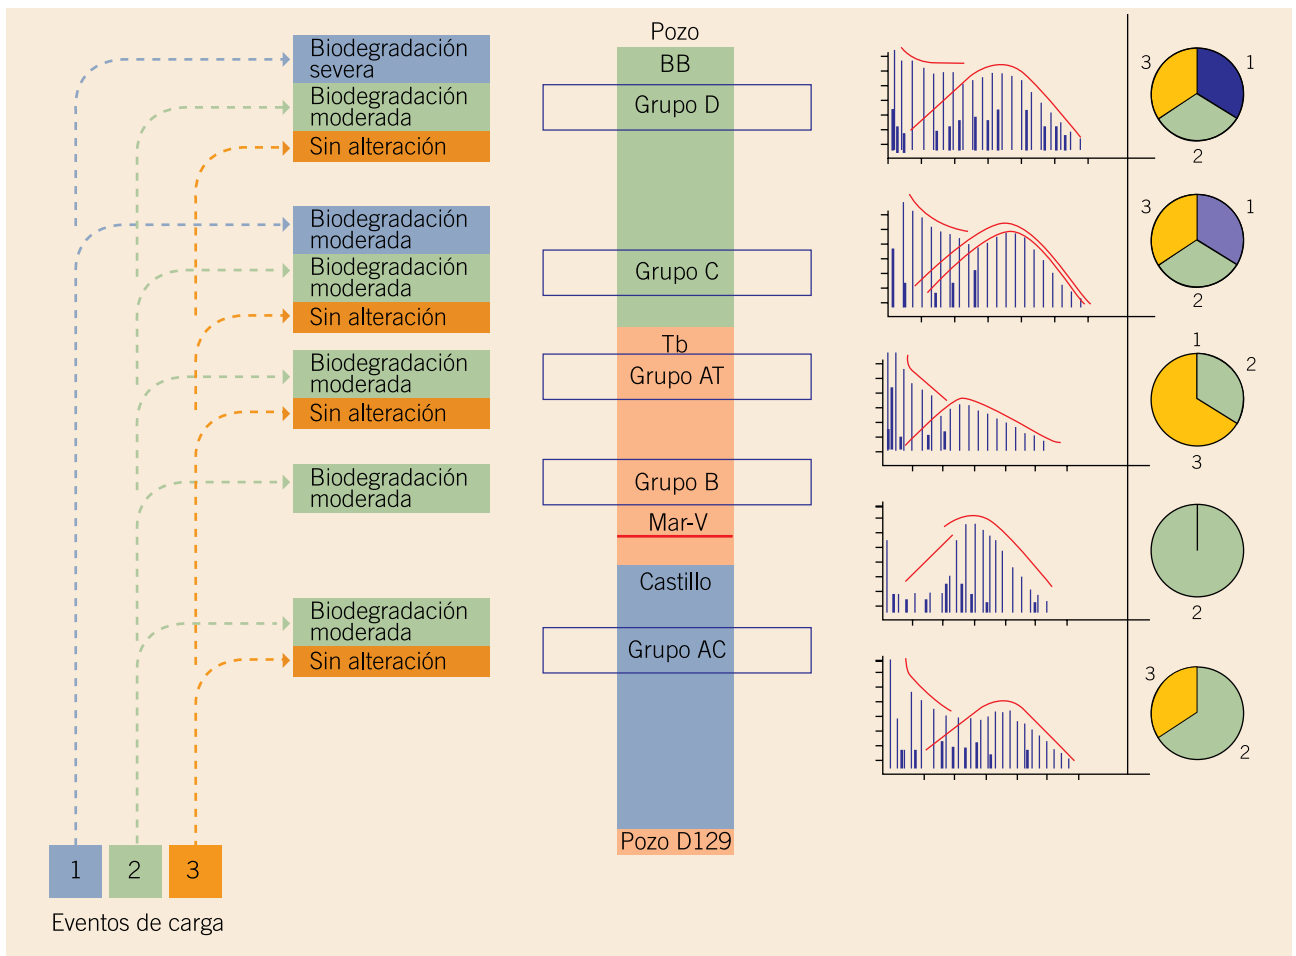 Pozo
BB
Grupo D
Grupo C
Tb
Grupo AT
Grupo B
Mar-V
Castillo
Grupo AC
Pozo D129
Biodegradación
severa
Biodegradación
moderada
Sin alteración
Biodegradación
moderada
Biodegradación
moderada
Sin alteración
Biodegradación
moderada
Sin alteración
Biodegradación
moderada
Biodegradación
moderada
Sin alteración
1
2
3
Eventos de carga
3
1
2
3
1
2
1
2
3
2
3
2